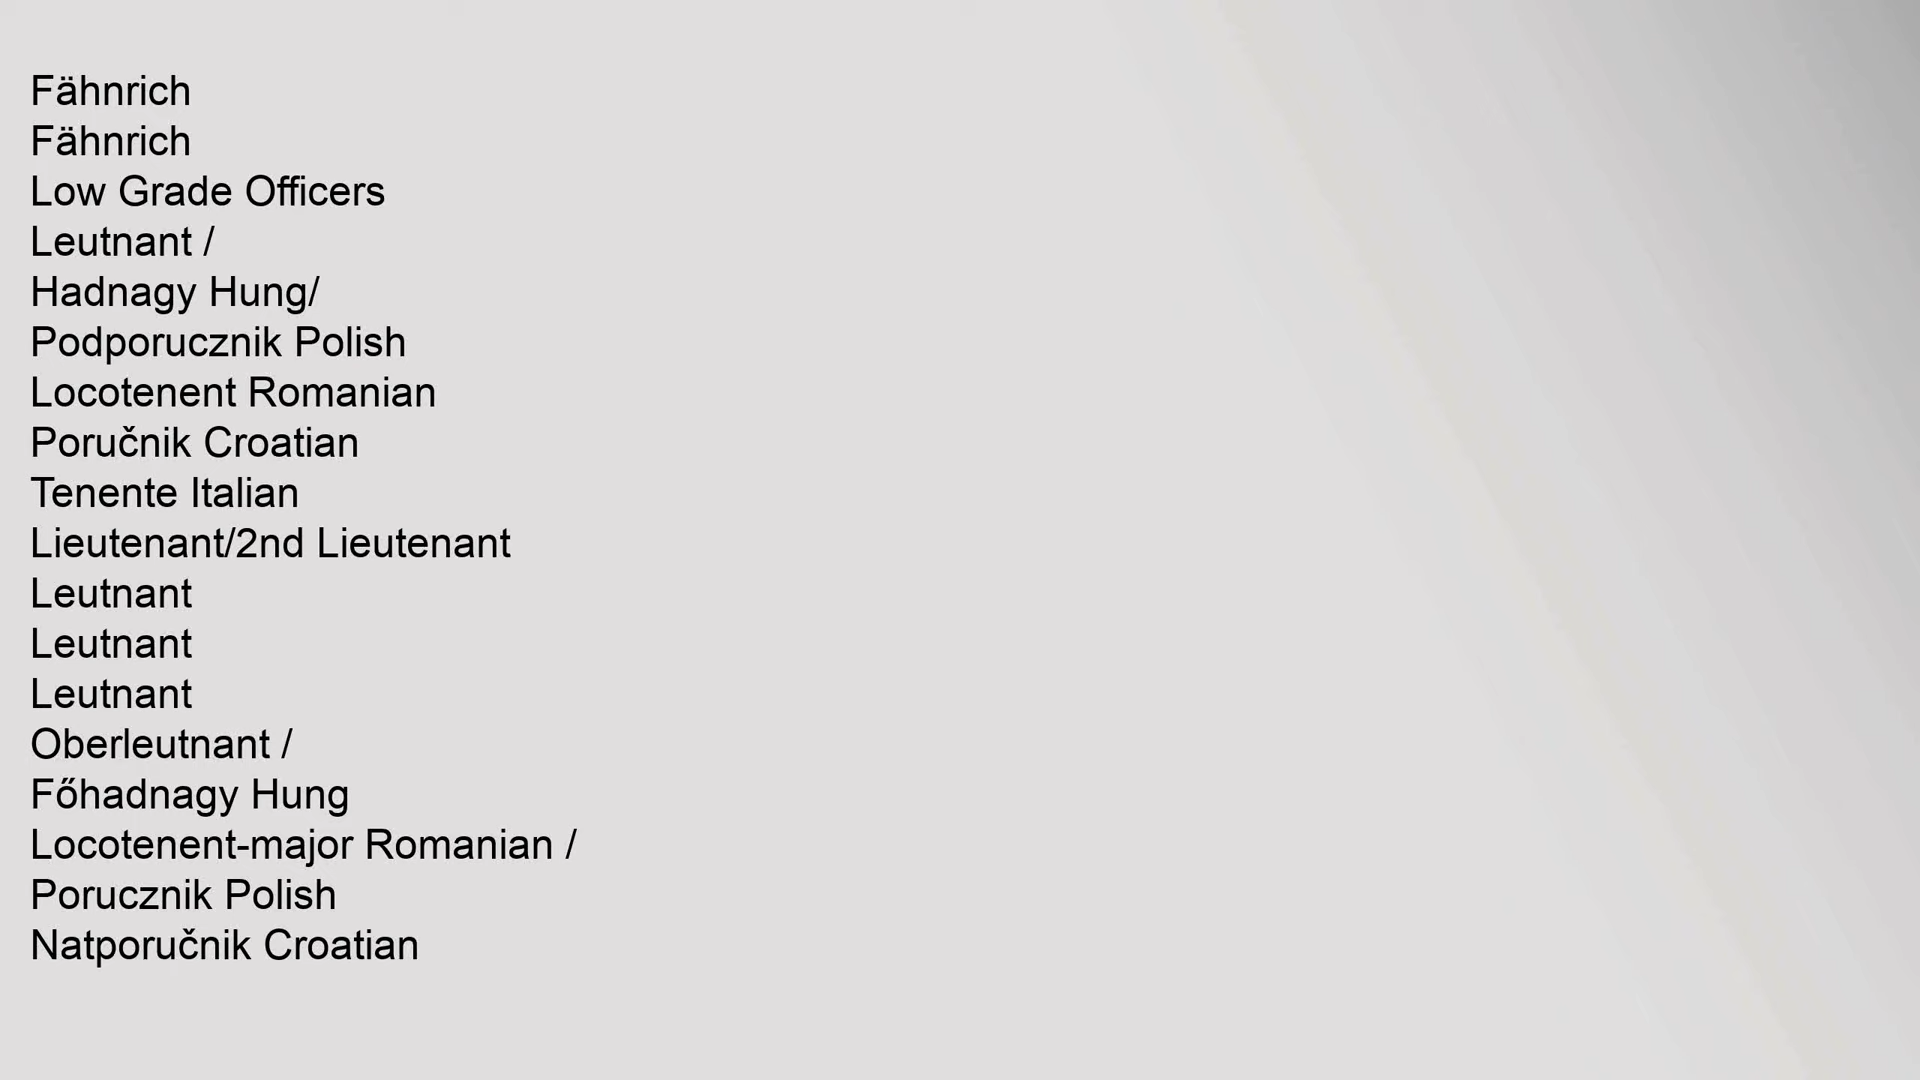 Fähnrich
Fähnrich
Low Grade Officers
Leutnant /
Hadnagy Hung/
Podporucznik Polish
Locotenent Romanian
Poručnik Croatian
Tenente Italian
Lieutenant/2nd Lieutenant
Leutnant
Leutnant
Leutnant
Oberleutnant /
Főhadnagy Hung
Locotenent-major Romanian /
Porucznik Polish
Natporučnik Croatian